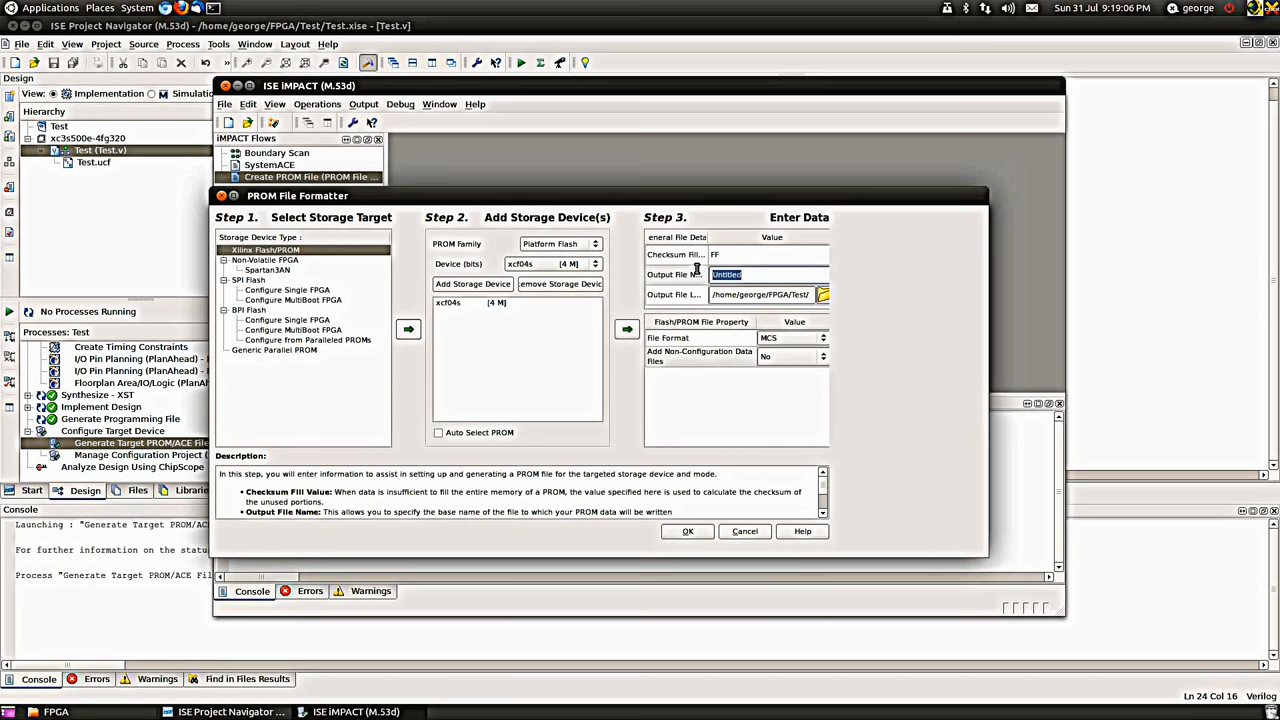 Applications Places System
Sun 31 Jul 7:19:06 PM george
ISE Project Navigator (M.53d) - /home/george/FPGA/Test/Test.xise - [Test.v]
File Edit View Project Source Process Tools Window Layout Help
Design
View: Implementation Simulatio
Hierarchy
Test
xc3s500e-4fg320
Test (Test.v)
Test.ucf
No Processes Running
Processes: Test
Create Timing Constraints
I/O Pin Planning (PlanAhead)
I/O Pin Planning (PlanAhead)
Floorplan Area/IO/Logic (PlanAhead)
Synthesize - XST
Implement Design
Generate Programming File
Configure Target Device
Generate Target PROM/ACE File
Manage Configuration Project (
Analyze Design Using ChipScope
Start Design Files Libraries
ISE iMPACT (M.53d)
File Edit View Operations Output Debug Window Help
iMPACT Flows
Boundary Scan
SystemACE
Create PROM File (PROM File ...
PROM File Formatter
Step 1. Select Storage Target
Storage Device Type :
Xilinx Flash/PROM
Non-Volatile FPGA
Spartan3AN
SPI Flash
Configure Single FPGA
Configure MultiBoot FPGA
BPI Flash
Configure Single FPGA
Configure MultiBoot FPGA
Configure from Paralleled PROMs
Generic Parallel PROM
Step 2. Add Storage Device(s)
PROM Family Platform Flash
Device (bits) xcf04s [4 M]
Add Storage Device emove Storage Devic
xcf04s [4 M]
Auto Select PROM
Step 3. Enter Data
eneral File Deta Value
Checksum Fill... FF
Output File N... Untitled
Output File L... /home/george/FPGA/Test/
Flash/PROM File Property Value
File Format MCS
Add Non-Configuration Data Files No
Description:
In this step, you will enter information to assist in setting up and generating a PROM file for the targeted storage device and mode.
• Checksum Fill Value: When data is insufficient to fill the entire memory of a PROM, the value specified here is used to calculate the checksum of
the unused portions.
• Output File Name: This allows you to specify the base name of the file to which your PROM data will be written
OK Cancel Help
Console Errors Warnings
Console
Launching : "Generate Target PROM/AC
For further information on the statu
Process "Generate Target PROM/ACE Fil
Console Errors Warnings Find in Files Results
Ln 24 Col 16 Verilog
FPGA ISE Project Navigator ... ISE iMPACT (M.53d)